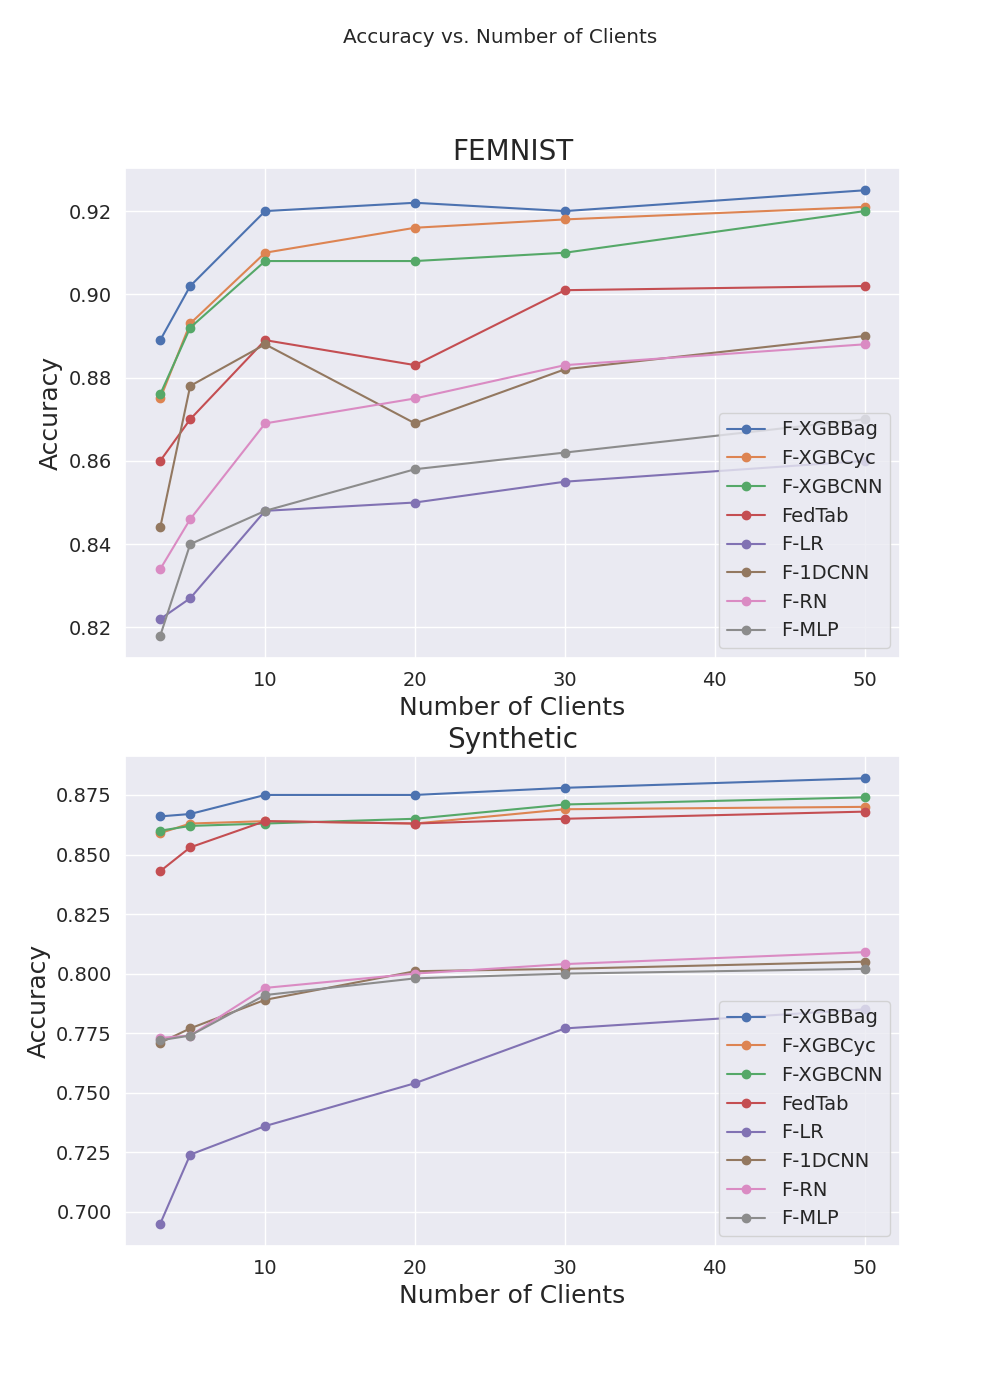 Accuracy vs. Number of Clients
FEMNIST
Accuracy
0.92
0.90
0.88
0.86
0.84
0.82
F-XGBBag
F-XGBCyc
F-XGBCNN
FedTab
F-LR
F-1DCNN
F-RN
F-MLP
10 20 30 40 50
Number of Clients
Synthetic
Accuracy
0.875
0.850
0.825
0.800
0.775
0.750
0.725
0.700
F-XGBBag
F-XGBCyc
F-XGBCNN
FedTab
F-LR
F-1DCNN
F-RN
F-MLP
10 20 30 40 50
Number of Clients